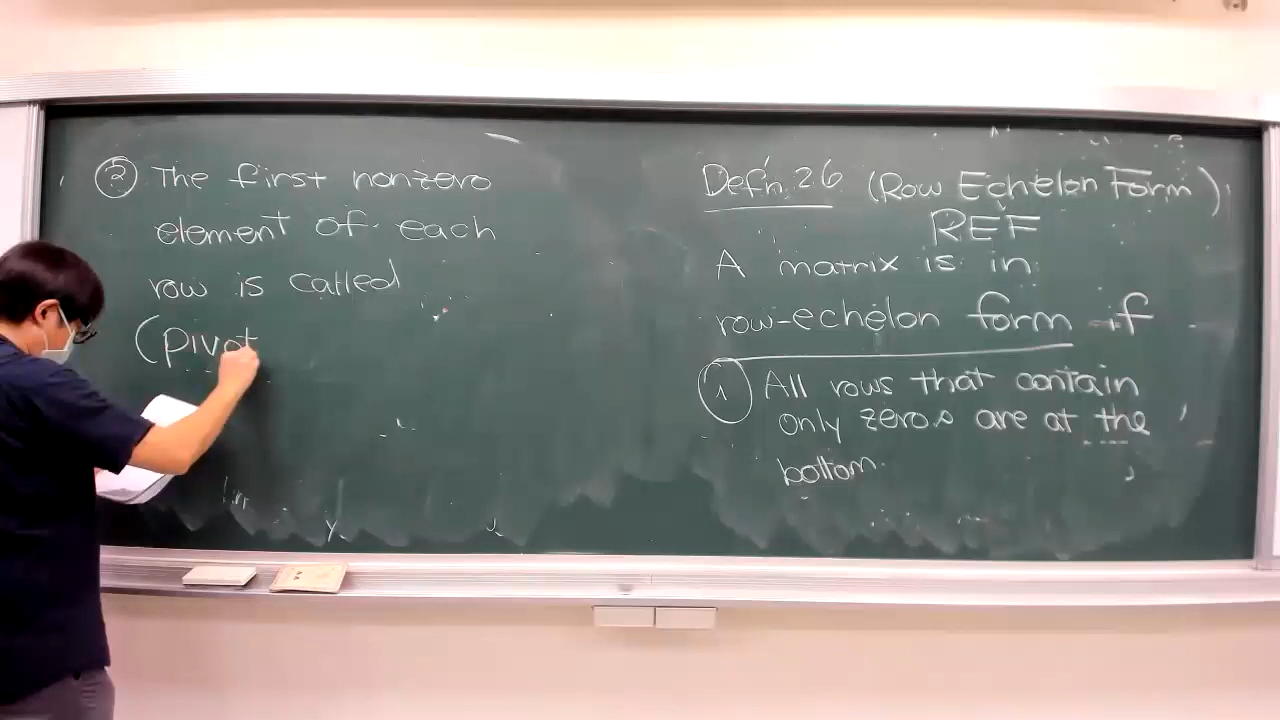 Def'n. 2.6 (Row Echelon Form)
REF
A matrix is in
row-echelon form if
① All rows that contain
only zeros are at the
bottom.
② The first nonzero
element of each
row is called
(pivot